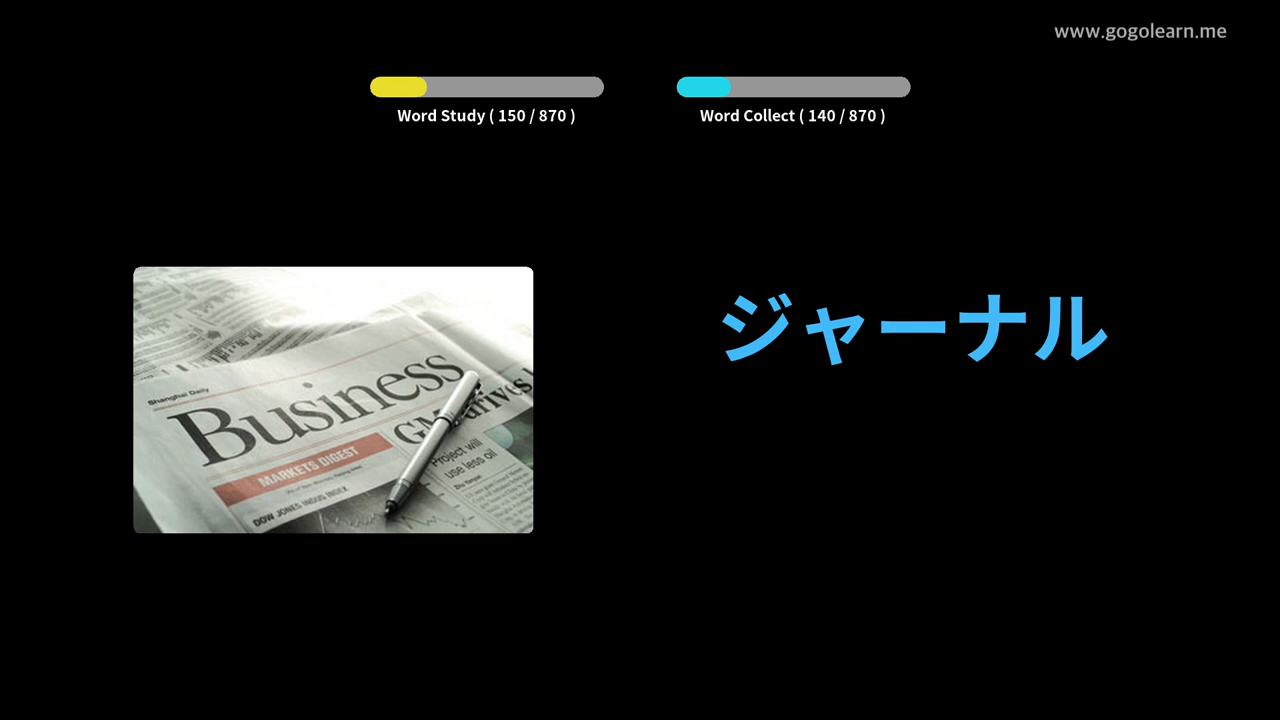 www.gogolearn.me
Word Study ( 150 / 870 )
Word Collect ( 140 / 870 )
ジャーナル
Shanghai Daily
Business
MARKETS DIGEST
DOW JONES INDUS INDEX
GM
Project will
use less oil